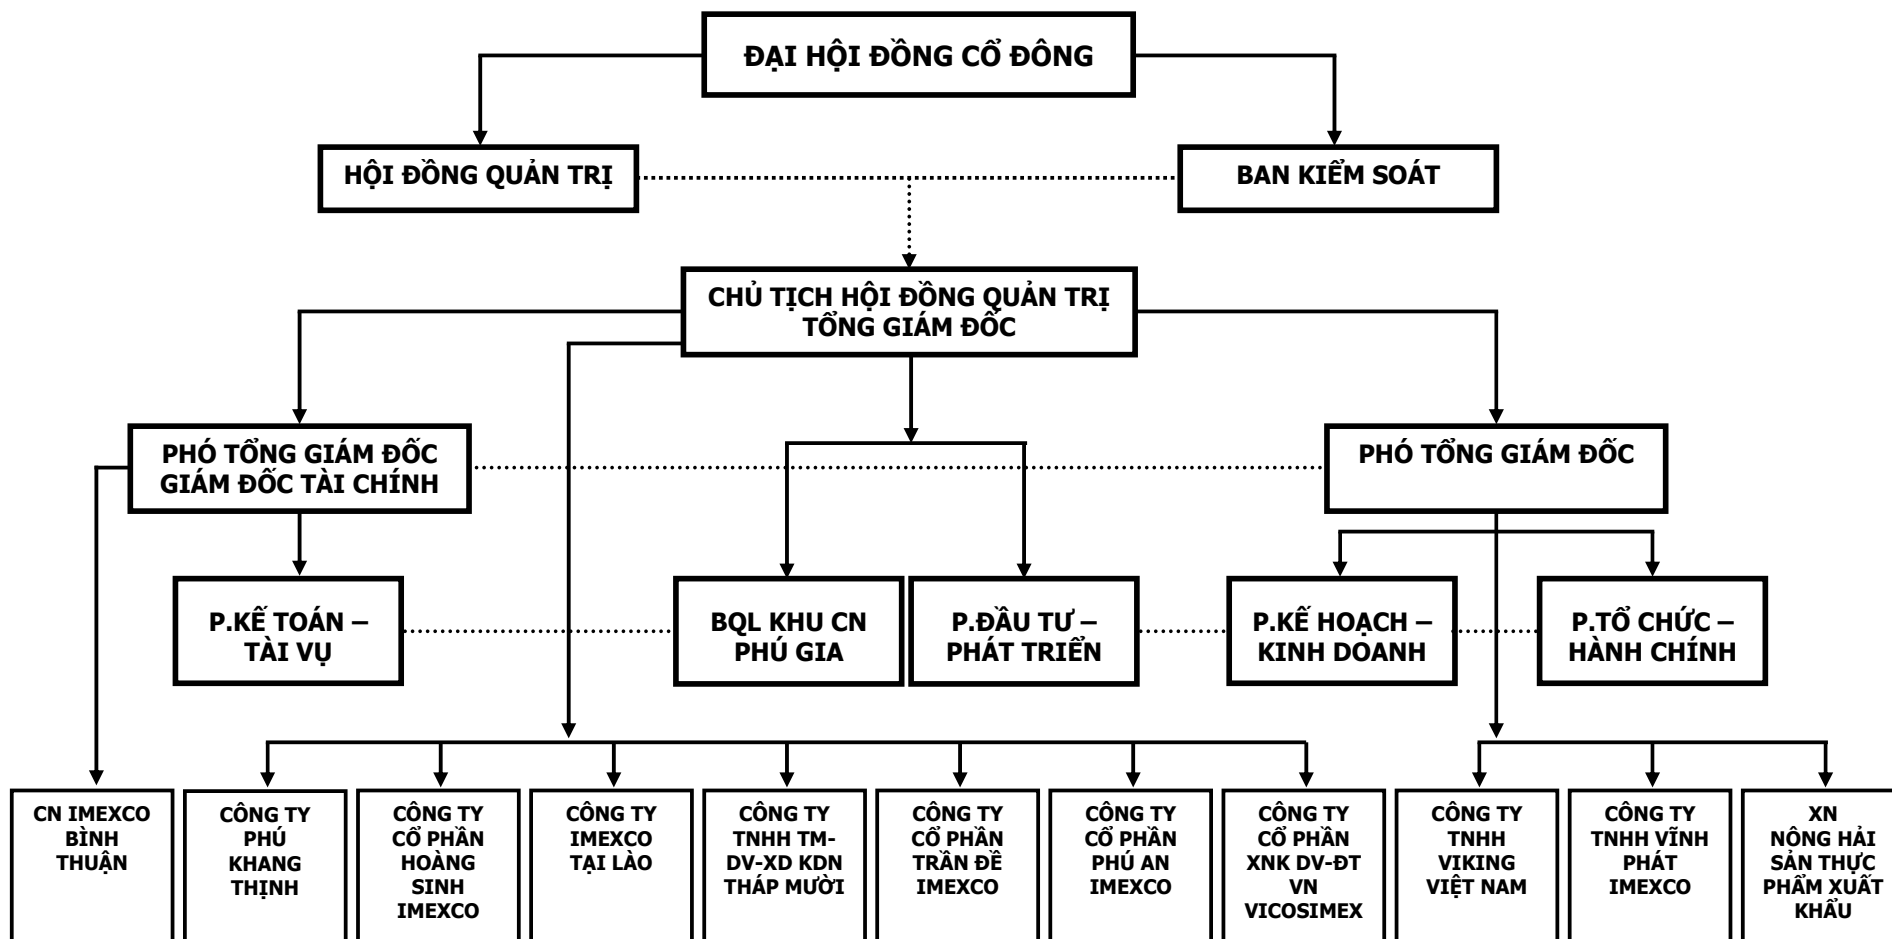 ĐẠI HỘI ĐỒNG CỔ ĐÔNG
HỘI ĐỒNG QUẢN TRỊ
BAN KIỂM SOÁT
CHỦ TỊCH HỘI ĐỒNG QUẢN TRỊ
TỔNG GIÁM ĐỐC
PHÓ TỔNG GIÁM ĐỐC
GIÁM ĐỐC TÀI CHÍNH
PHÓ TỔNG GIÁM ĐỐC
P.KẾ TOÁN –
TÀI VỤ
BQL KHU CN
PHÚ GIA
P.ĐẦU TƯ –
PHÁT TRIỂN
P.KẾ HOẠCH –
KINH DOANH
P.TỔ CHỨC –
HÀNH CHÍNH
CN IMEXCO
BÌNH
THUẬN
CÔNG TY
PHÚ
KHANG
THỊNH
CÔNG TY
CỔ PHẦN
HOÀNG
SINH
IMEXCO
CÔNG TY
IMEXCO
TẠI LÀO
CÔNG TY
TNHH TM-
DV-XD KDN
THÁP MƯỜI
CÔNG TY
CỔ PHẦN
TRẦN ĐỀ
IMEXCO
CÔNG TY
CỔ PHẦN
PHÚ AN
IMEXCO
CÔNG TY
CỔ PHẦN
XNK DV-ĐT
VN
VICOSIMEX
CÔNG TY
TNHH
VIKING
VIỆT NAM
CÔNG TY
TNHH VĨNH
PHÁT
IMEXCO
XN
NÔNG HẢI
SẢN THỰC
PHẨM XUẤT
KHẨU